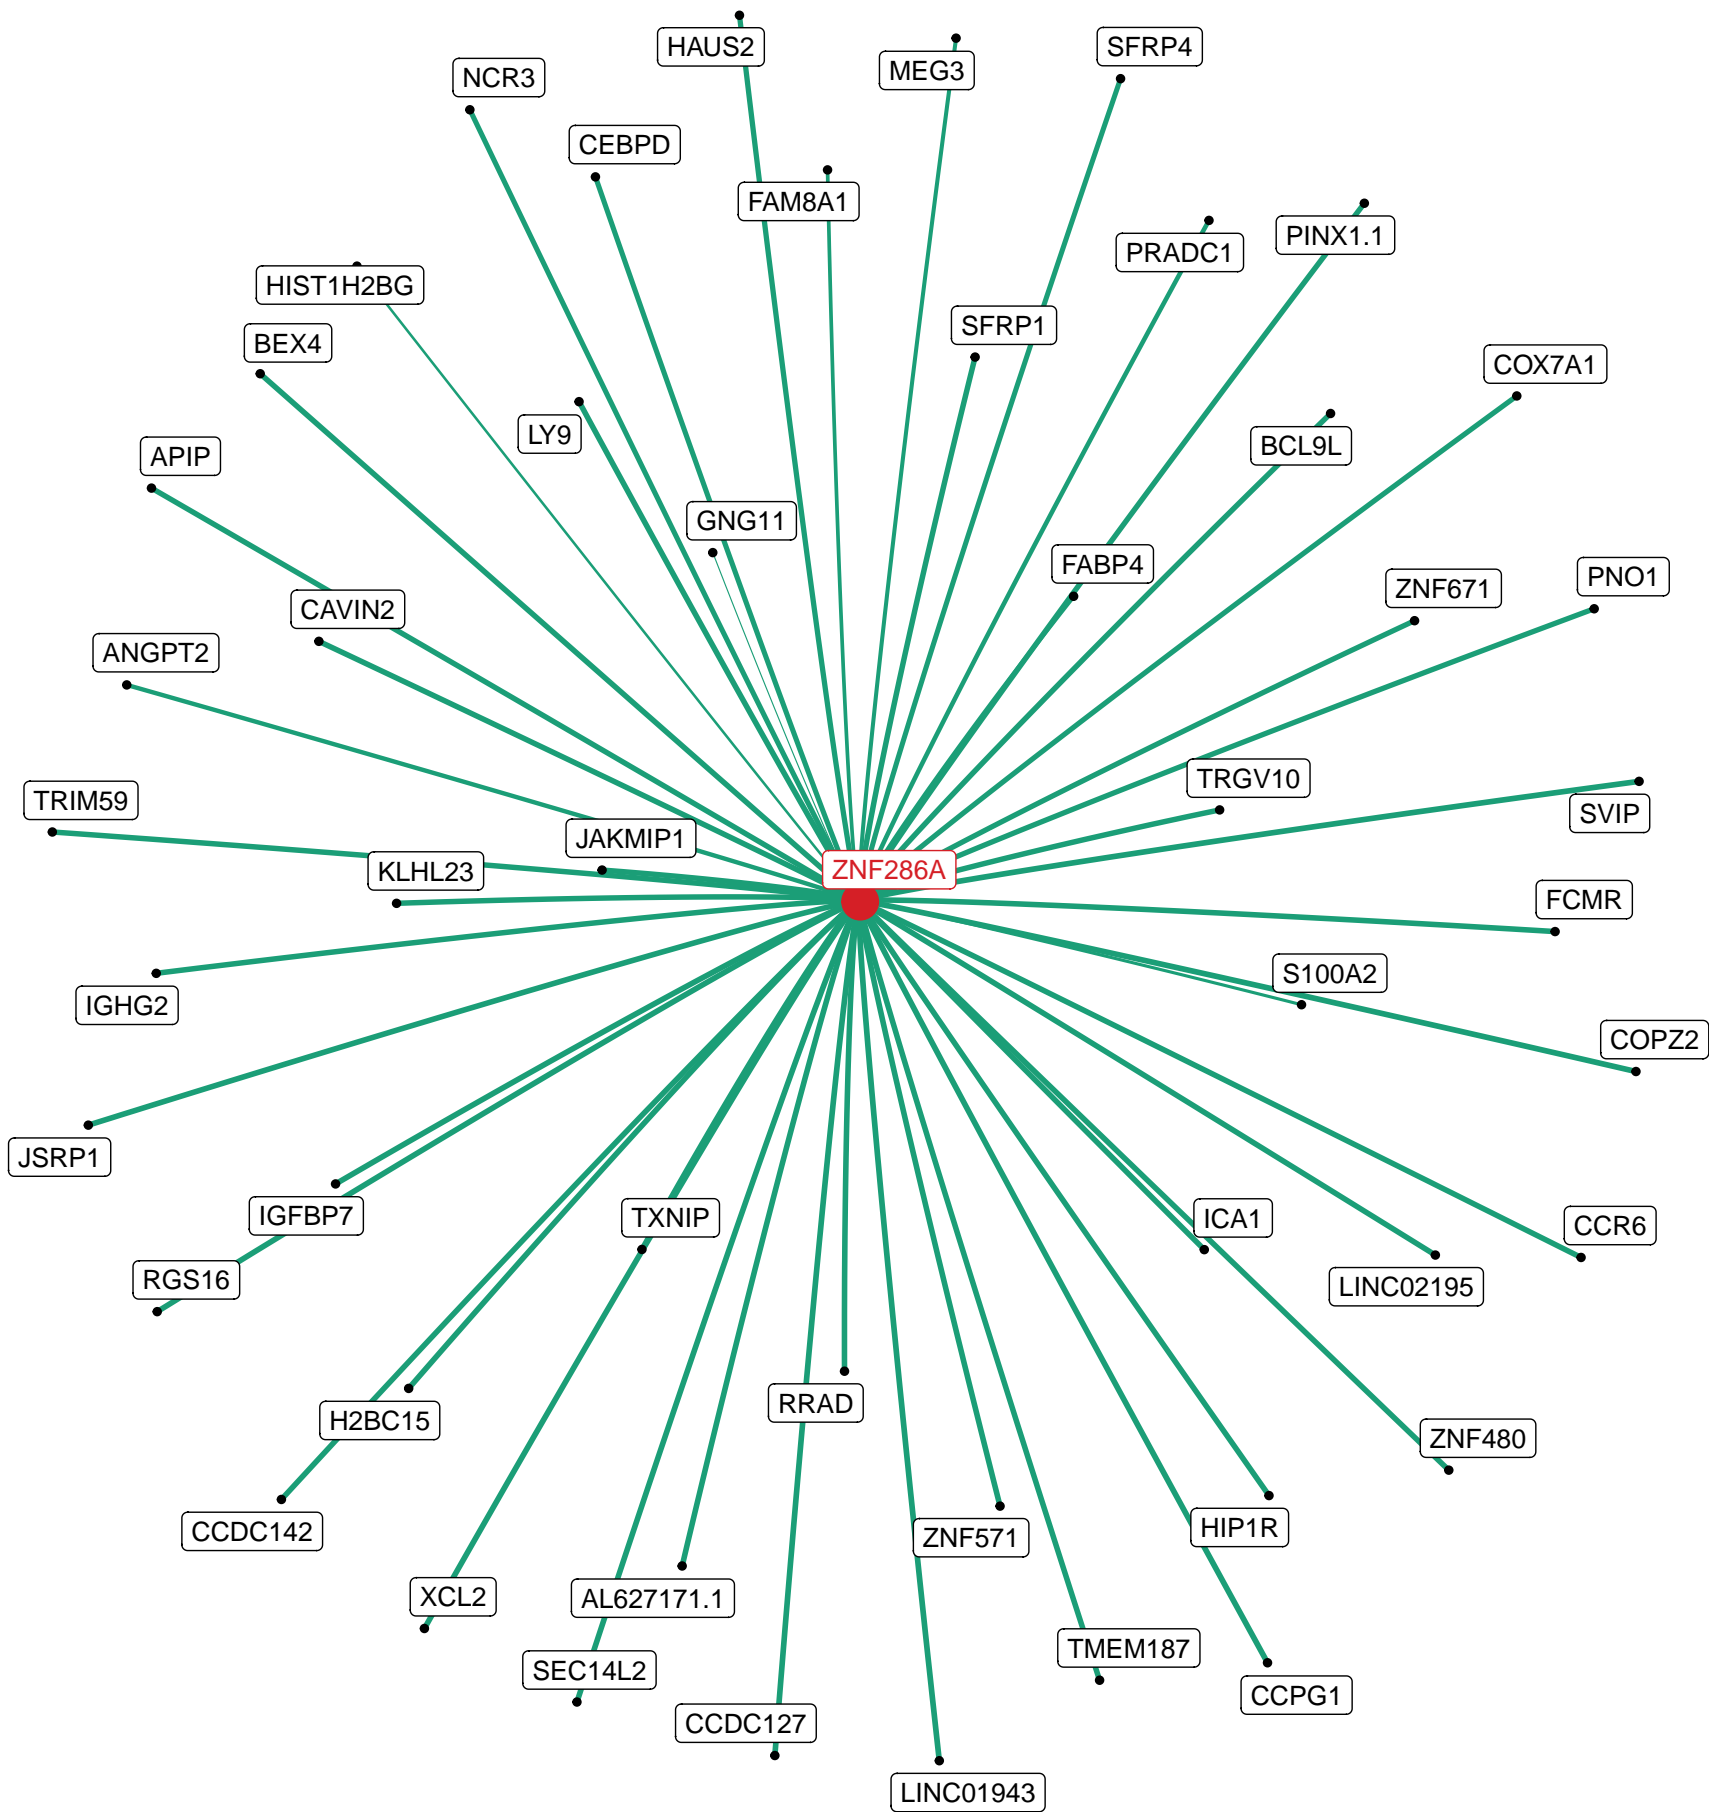 HAUS2
SFRP4
MEG3
NCR3
CEBPD
FAM8A1
PINX1.1
PRADC1
HIST1H2BG
SFRP1
BEX4
COX7A1
LY9
BCL9L
APIP
GNG11
FABP4
PNO1
ZNF671
CAVIN2
ANGPT2
TRGV10
TRIM59
SVIP
JAKMIP1
KLHL23
ZNF286A
FCMR
S100A2
IGHG2
COPZ2
JSRP1
IGFBP7
TXNIP
ICA1
CCR6
RGS16
LINC02195
RRAD
H2BC15
ZNF480
CCDC142
HIP1R
ZNF571
XCL2
AL627171.1
TMEM187
SEC14L2
CCPG1
CCDC127
LINC01943